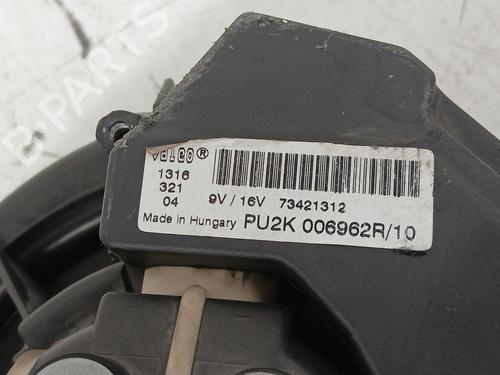 B-PARTS
VALEO®
1316
321
04
9V / 16V 73421312
Made in Hungary PU2K 006962R/10